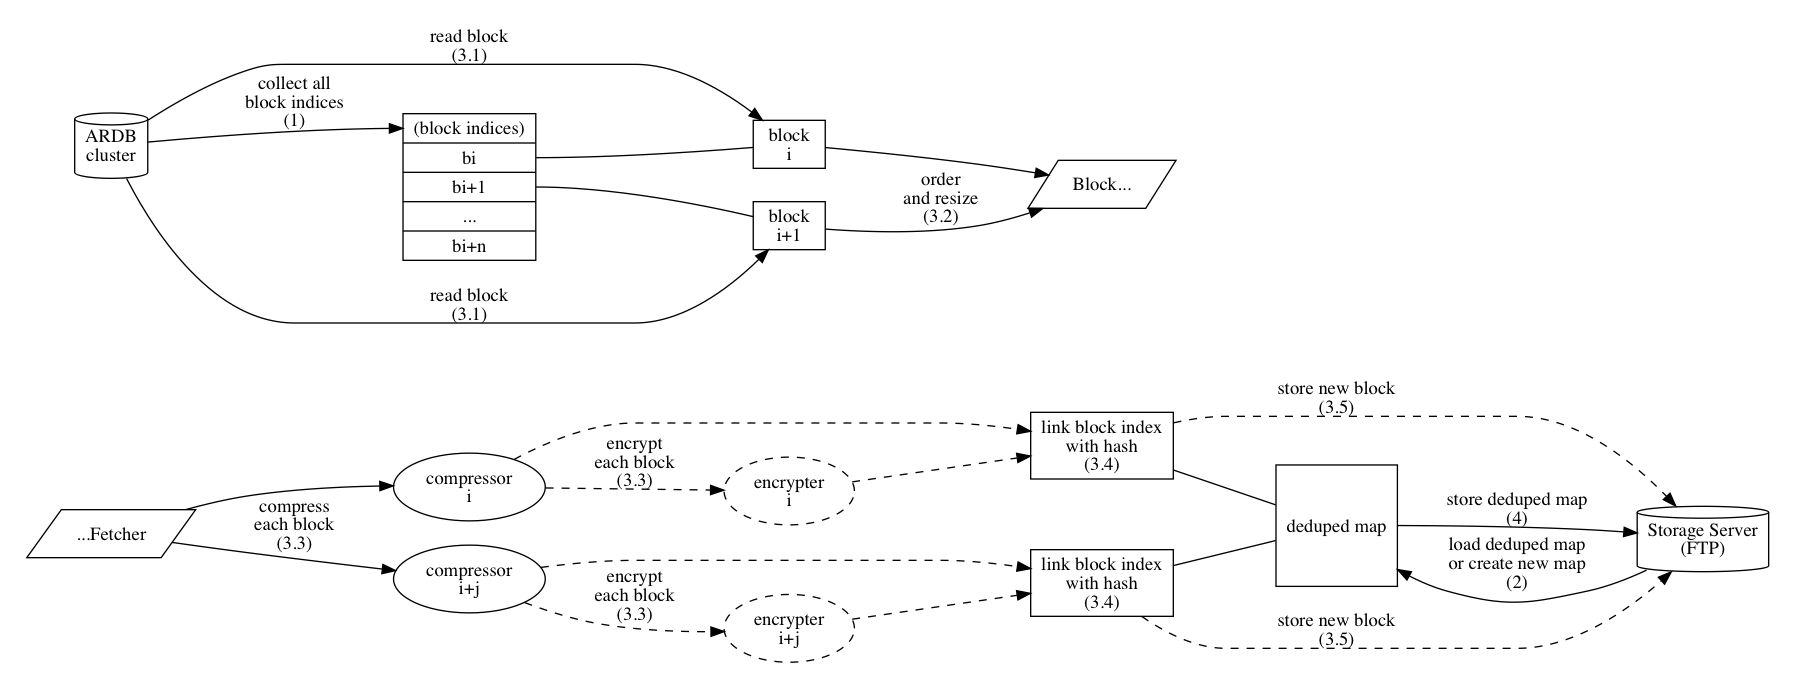 read block
(3.1)
collect all
block indices
(1)
ARDB
cluster
(block indices)
bi
bi+1
...
bi+n
block
i
block
i+1
order
and resize
(3.2)
Block...
read block
(3.1)
...Fetcher
compress
each block
(3.3)
compressor
i
compressor
i+j
encrypt
each block
(3.3)
encrypter
i
encrypt
each block
(3.3)
encrypter
i+j
link block index
with hash
(3.4)
link block index
with hash
(3.4)
store new block
(3.5)
deduped map
store deduped map
(4)
load deduped map
or create new map
(2)
Storage Server
(FTP)
store new block
(3.5)